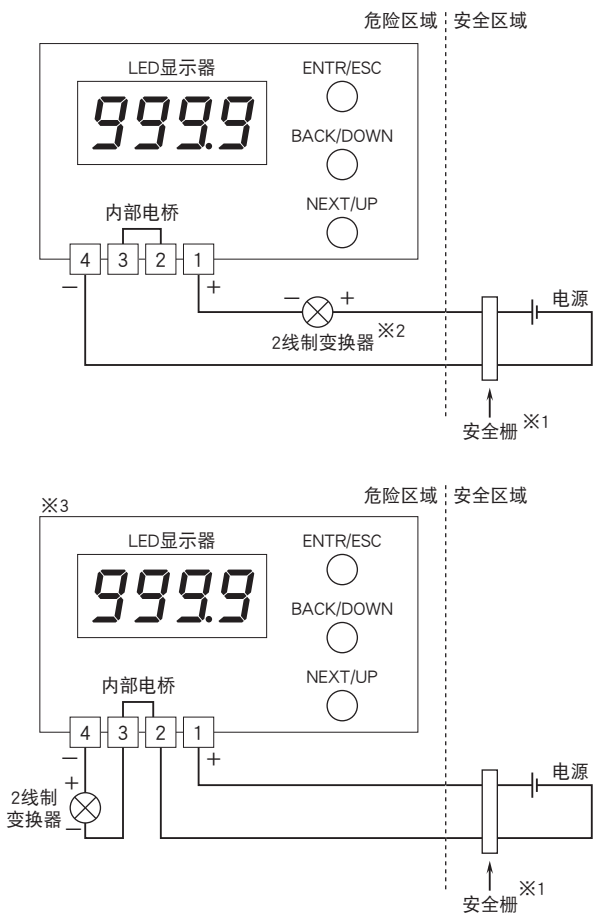 危险区域 安全区域
LED显示器
999.9
ENTR/ESC
BACK/DOWN
NEXT/UP
内部电桥
4 3 2 1
− +
− +
2线制变换器 ※2
电源
安全栅 ※1
※3
危险区域 安全区域
LED显示器
999.9
ENTR/ESC
BACK/DOWN
NEXT/UP
内部电桥
4 3 2 1
− +
+
2线制
变换器
−
电源
安全栅 ※1